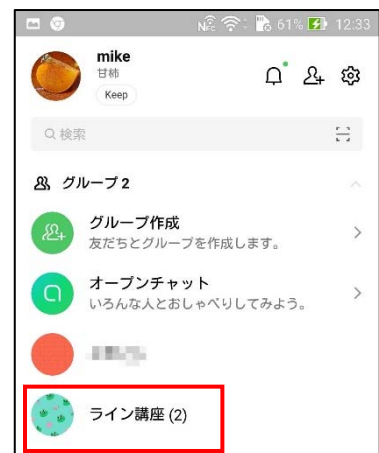 NFC 61% 12:33
mike
甘柿
Keep
検索
グループ 2
グループ作成
友だちとグループを作成します。
オープンチャット
いろんな人とおしゃべりしてみよう。
ライン講座 (2)